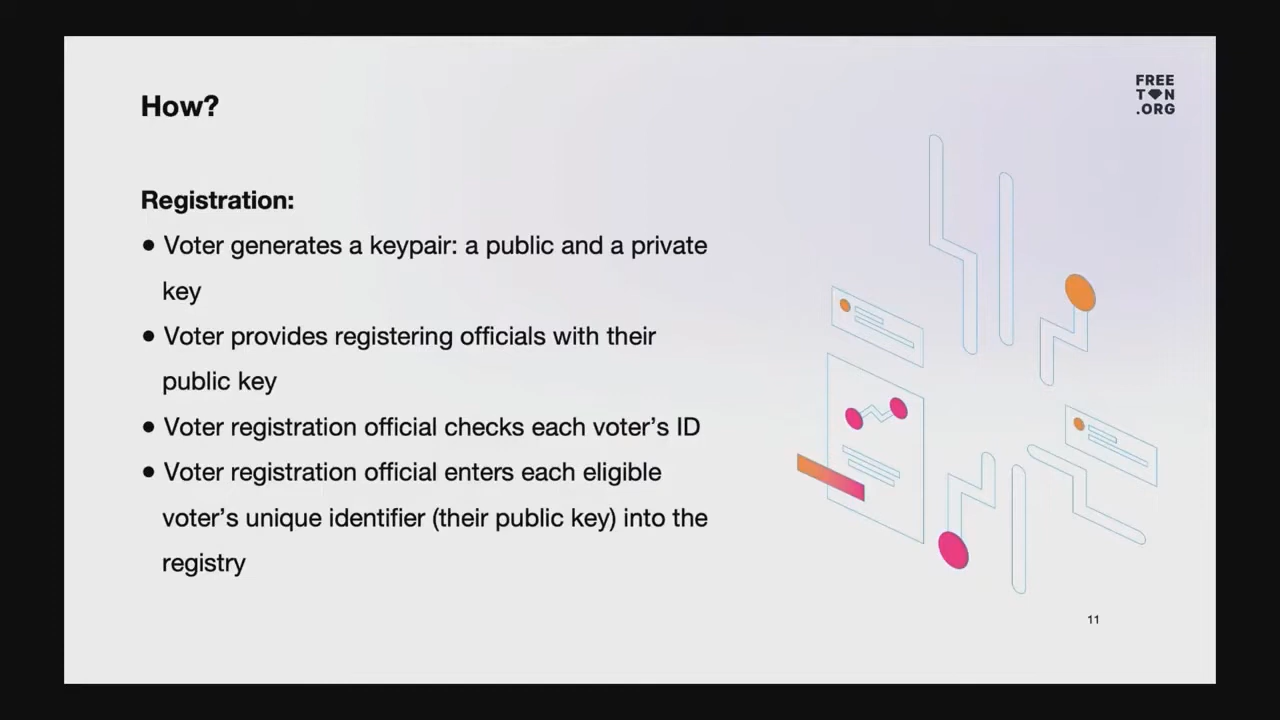 How?
FREE
T N
.ORG
Registration:
● Voter generates a keypair: a public and a private
key
● Voter provides registering officials with their
public key
● Voter registration official checks each voter’s ID
● Voter registration official enters each eligible
voter’s unique identifier (their public key) into the
registry
11